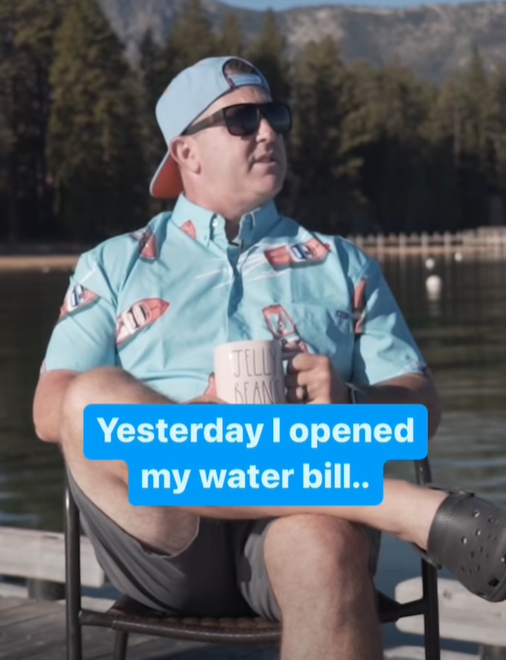 JELLY
BEAN
Yesterday I opened
my water bill..